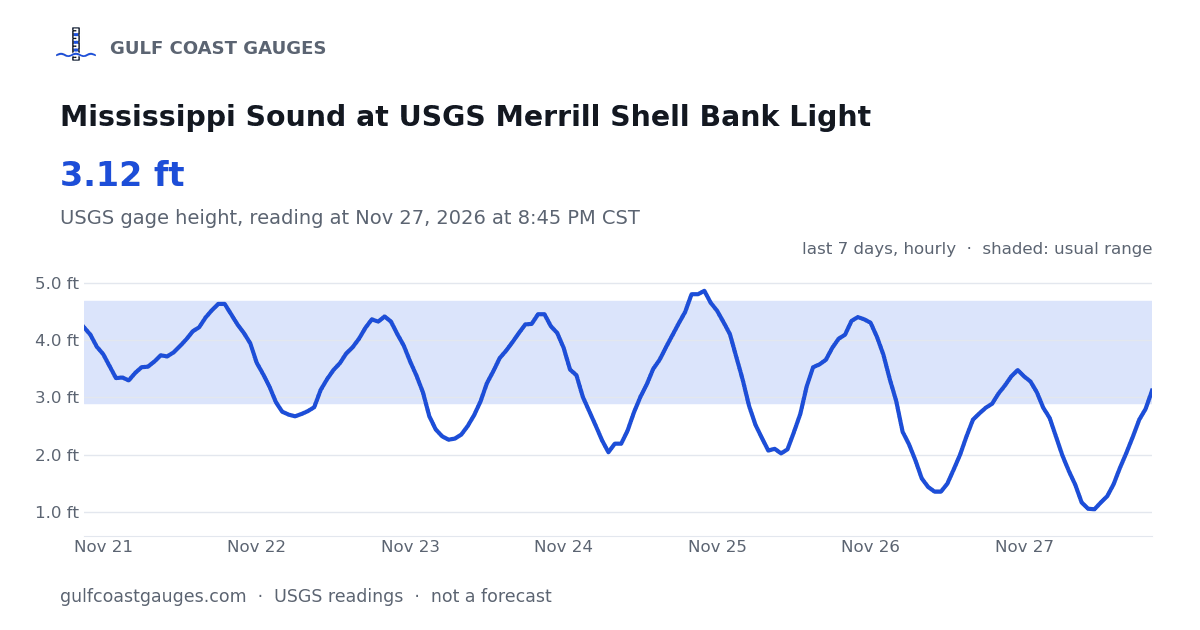 GULF COAST GAUGES
Mississippi Sound at USGS Merrill Shell Bank Light
3.12 ft
USGS gage height, reading at Nov 27, 2026 at 8:45 PM CST
last 7 days, hourly · shaded: usual range
5.0 ft
4.0 ft
3.0 ft
2.0 ft
1.0 ft
Nov 21 Nov 22 Nov 23 Nov 24 Nov 25 Nov 26 Nov 27
gulfcoastgauges.com · USGS readings · not a forecast